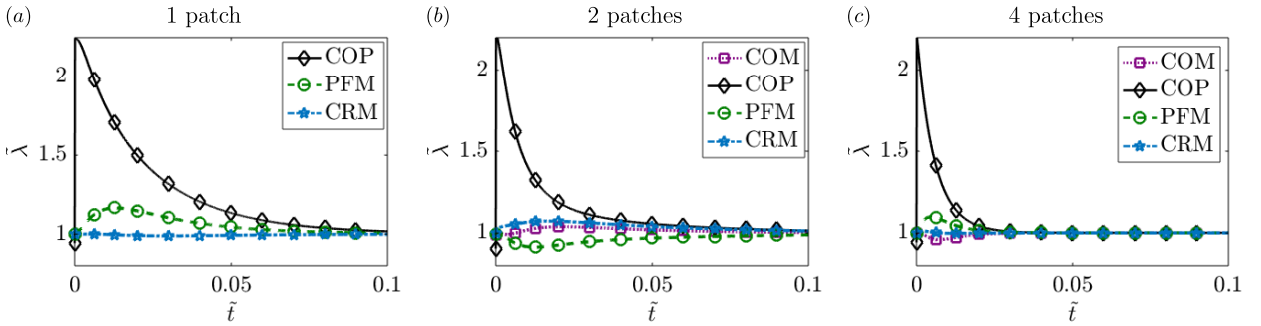 (a) 1 patch
2
1.5
1
λ̃
0 0.05 0.1
t̃
COP
PFM
CRM
(b) 2 patches
2
1.5
1
λ̃
0 0.05 0.1
t̃
COM
COP
PFM
CRM
(c) 4 patches
2
1.5
1
λ̃
0 0.05 0.1
t̃
COM
COP
PFM
CRM